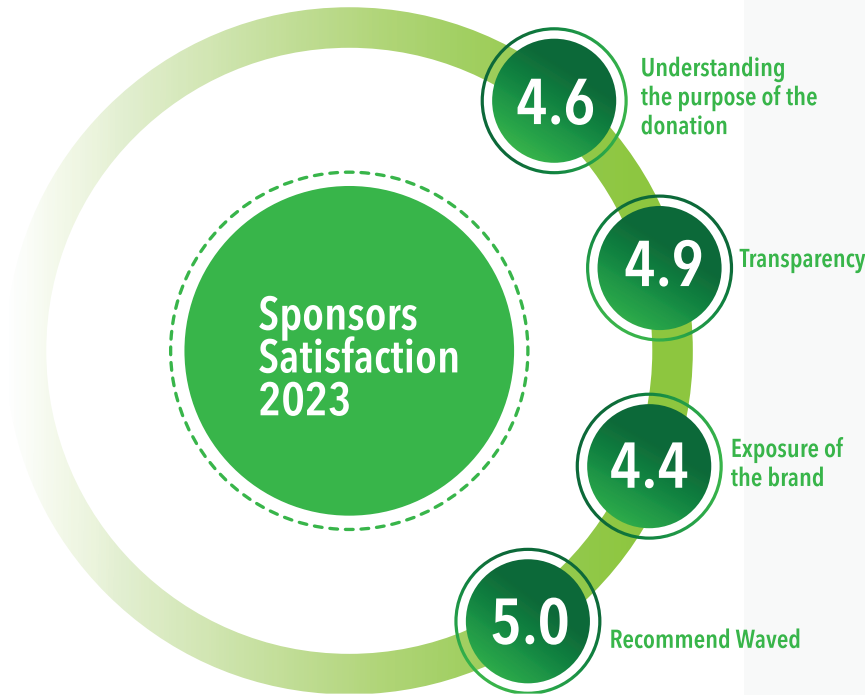 4.6
Understanding
the purpose of the
donation
4.9
Transparency
Sponsors
Satisfaction
2023
4.4
Exposure of
the brand
5.0
Recommend Waved